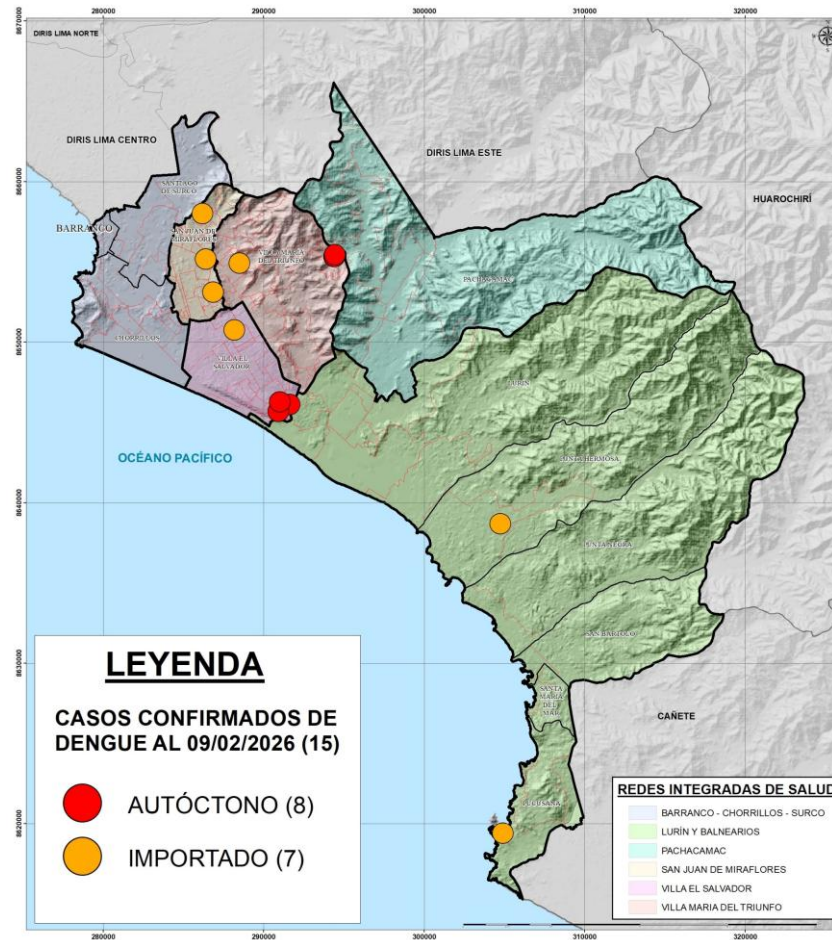 280000
290000
300000
310000
320000
8670000
8660000
8650000
8640000
8630000
8620000
DIRIS LIMA NORTE
DIRIS LIMA CENTRO
DIRIS LIMA ESTE
HUAROCHIRÍ
SANTIAGO
DE SURCO
BARRANCO
SAN JUAN DE
MIRAFLORES
VILLA MARIA
DEL TRIUNFO
PACHACAMAC
CHORRILLOS
VILLA EL
SALVADOR
LURIN
OCÉANO PACÍFICO
PUNTA HERMOSA
PUNTA NEGRA
SAN BARTOLO
SANTA
MARIA
DEL
MAR
CAÑETE
PUCUSANA
LEYENDA
CASOS CONFIRMADOS DE
DENGUE AL 09/02/2026 (15)
AUTÓCTONO (8)
IMPORTADO (7)
REDES INTEGRADAS DE SALUD
BARRANCO - CHORRILLOS - SURCO
LURÍN Y BALNEARIOS
PACHACAMAC
SAN JUAN DE MIRAFLORES
VILLA EL SALVADOR
VILLA MARIA DEL TRIUNFO
280000
290000
300000
310000
320000